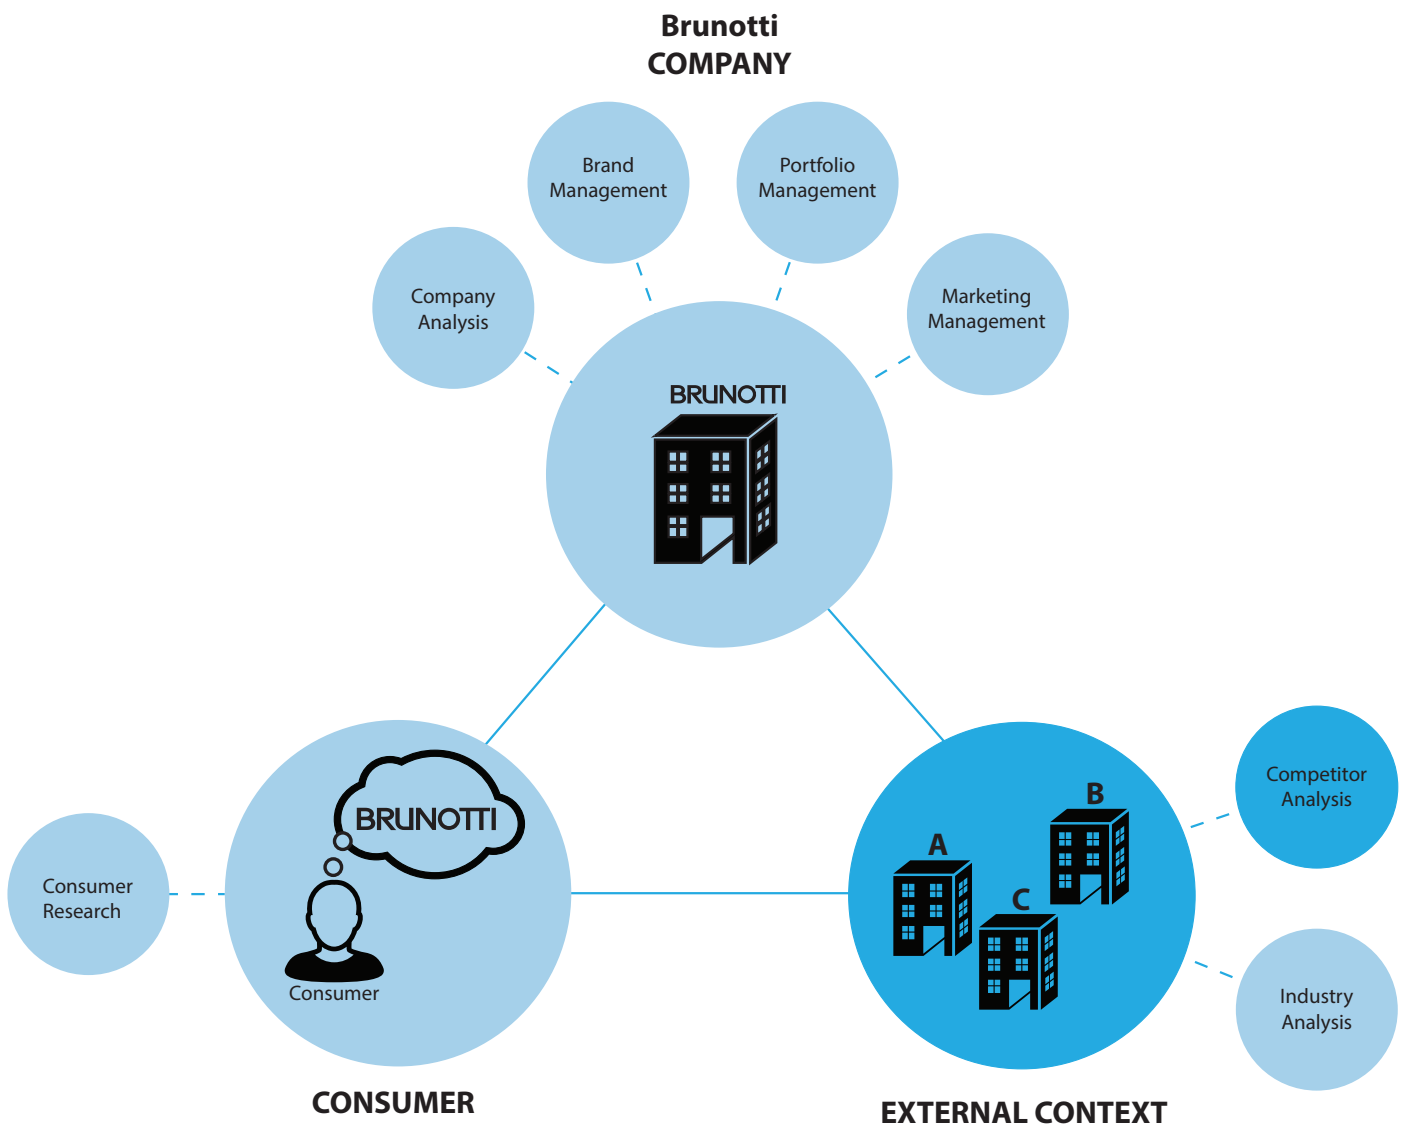 Brunotti
COMPANY
Brand
Management
Portfolio
Management
Company
Analysis
Marketing
Management
BRUNOTTI
BRUNOTTI
Consumer
Consumer
Research
CONSUMER
A
B
C
Competitor
Analysis
Industry
Analysis
EXTERNAL CONTEXT